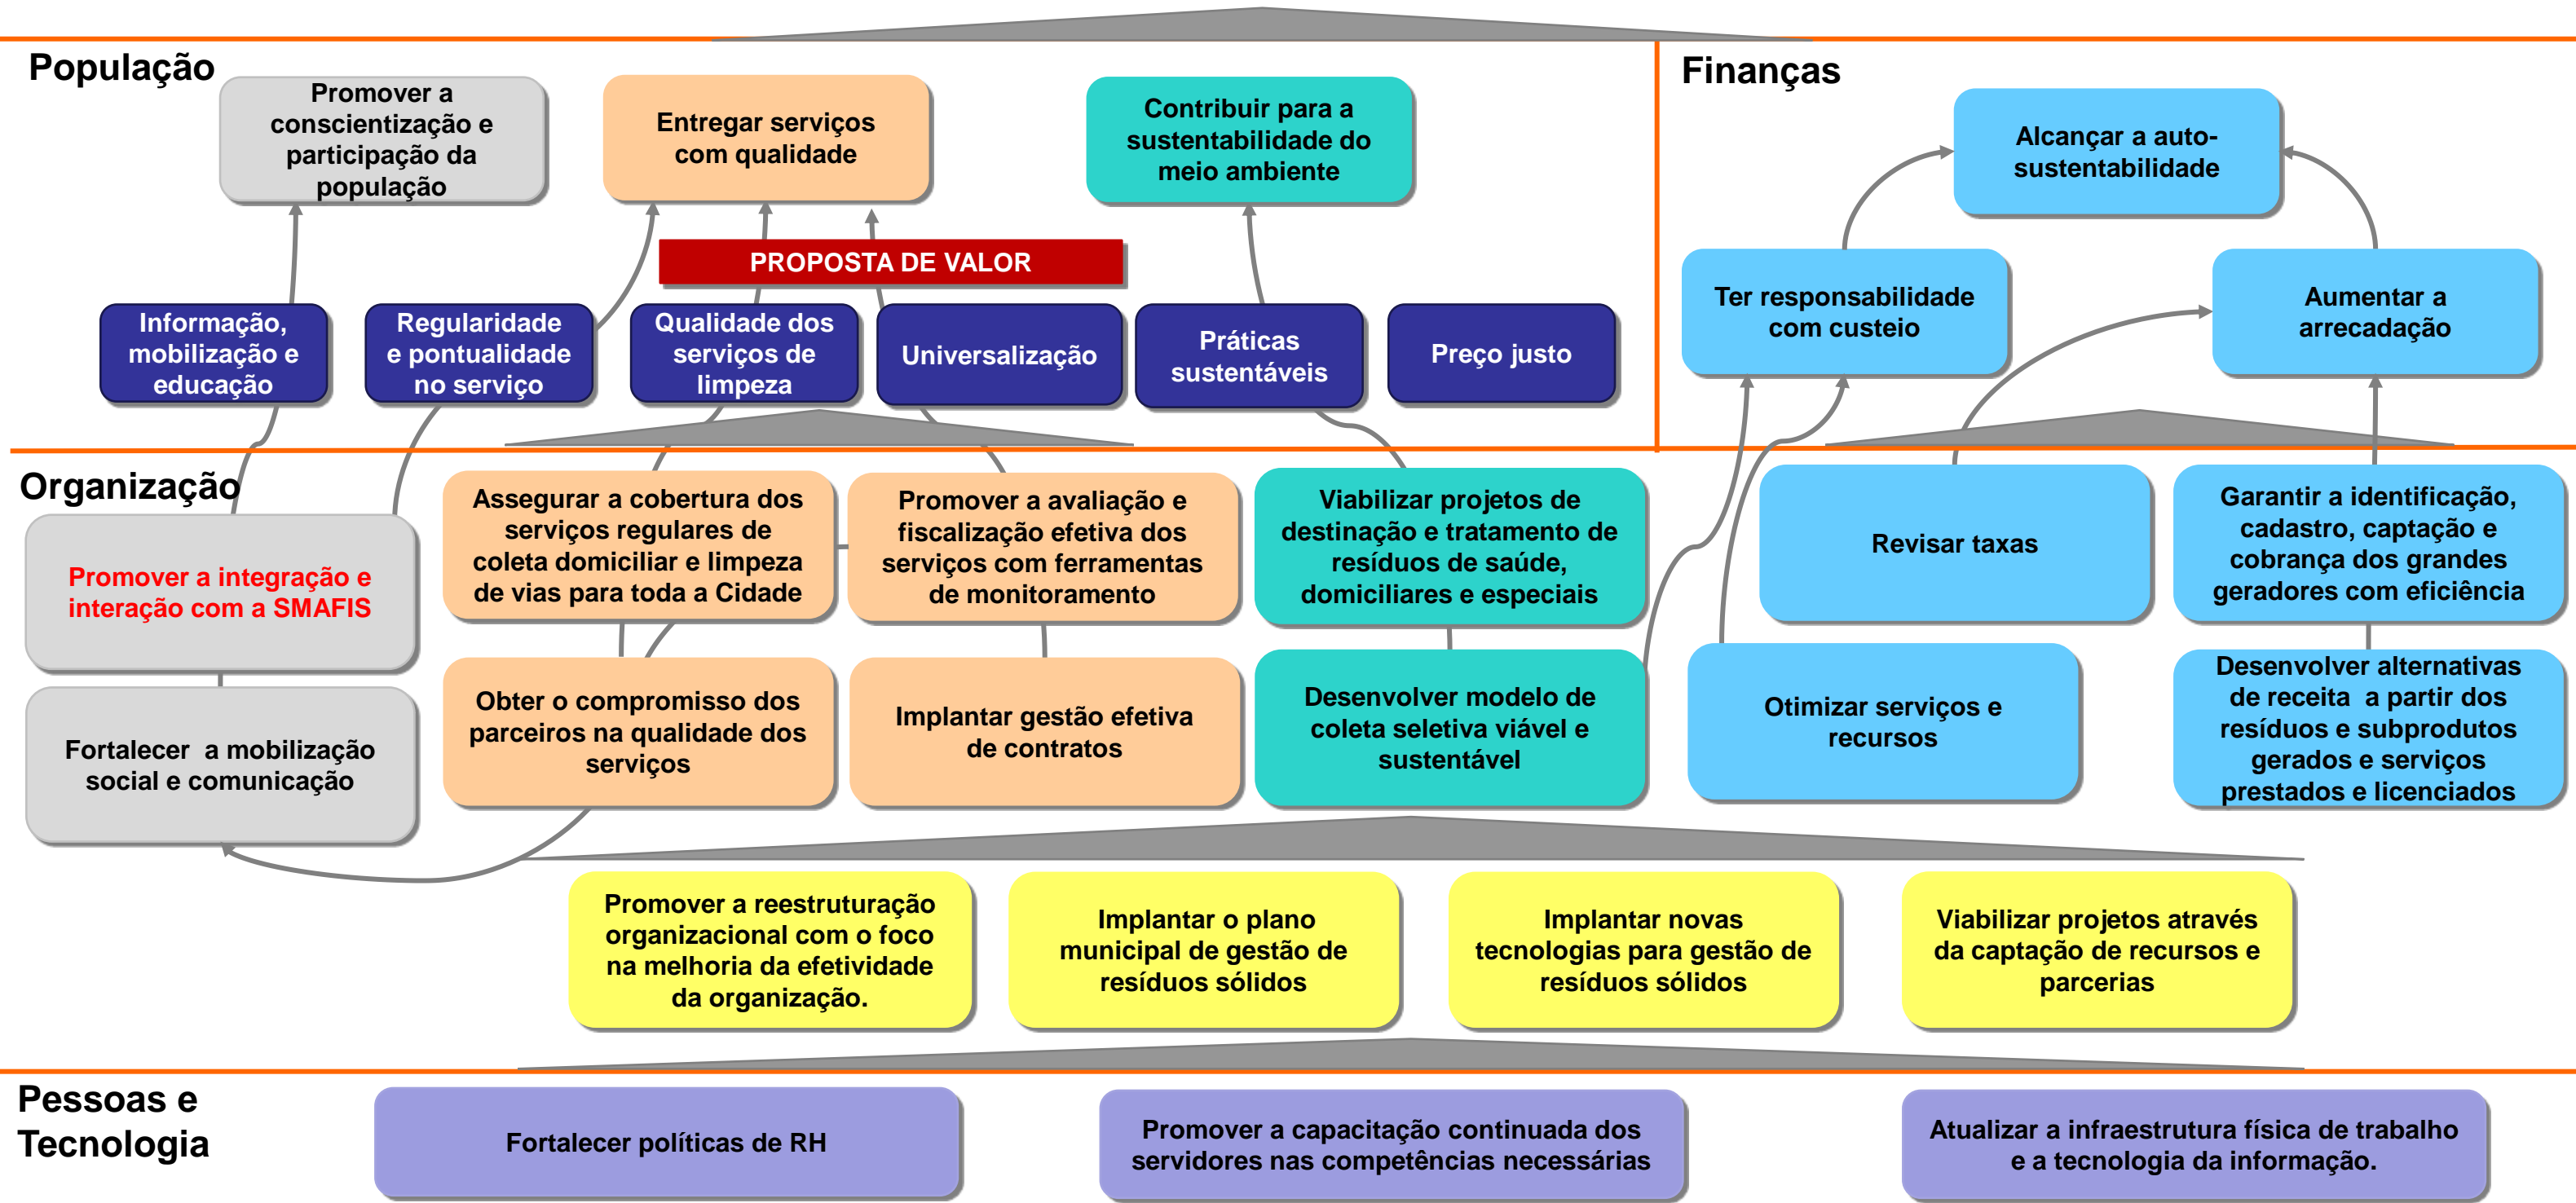 População
Promover a
conscientização e
participação da
população
Entregar serviços
com qualidade
Contribuir para a
sustentabilidade do
meio ambiente
Finanças
Alcançar a auto-
sustentabilidade
PROPOSTA DE VALOR
Informação,
mobilização e
educação
Regularidade
e pontualidade
no serviço
Qualidade dos
serviços de
limpeza
Universalização
Práticas
sustentáveis
Preço justo
Ter responsabilidade
com custeio
Aumentar a
arrecadação
Organização
Promover a integração e
interação com a SMAFIS
Assegurar a cobertura dos
serviços regulares de
coleta domiciliar e limpeza
de vias para toda a Cidade
Promover a avaliação e
fiscalização efetiva dos
serviços com ferramentas
de monitoramento
Viabilizar projetos de
destinação e tratamento de
resíduos de saúde,
domiciliares e especiais
Revisar taxas
Garantir a identificação,
cadastro, captação e
cobrança dos grandes
geradores com eficiência
Fortalecer a mobilização
social e comunicação
Obter o compromisso dos
parceiros na qualidade dos
serviços
Implantar gestão efetiva
de contratos
Desenvolver modelo de
coleta seletiva viável e
sustentável
Otimizar serviços e
recursos
Desenvolver alternativas
de receita a partir dos
resíduos e subprodutos
gerados e serviços
prestados e licenciados
Promover a reestruturação
organizacional com o foco
na melhoria da efetividade
da organização.
Implantar o plano
municipal de gestão de
resíduos sólidos
Implantar novas
tecnologias para gestão de
resíduos sólidos
Viabilizar projetos através
da captação de recursos e
parcerias
Pessoas e
Tecnologia
Fortalecer políticas de RH
Promover a capacitação continuada dos
servidores nas competências necessárias
Atualizar a infraestrutura física de trabalho
e a tecnologia da informação.